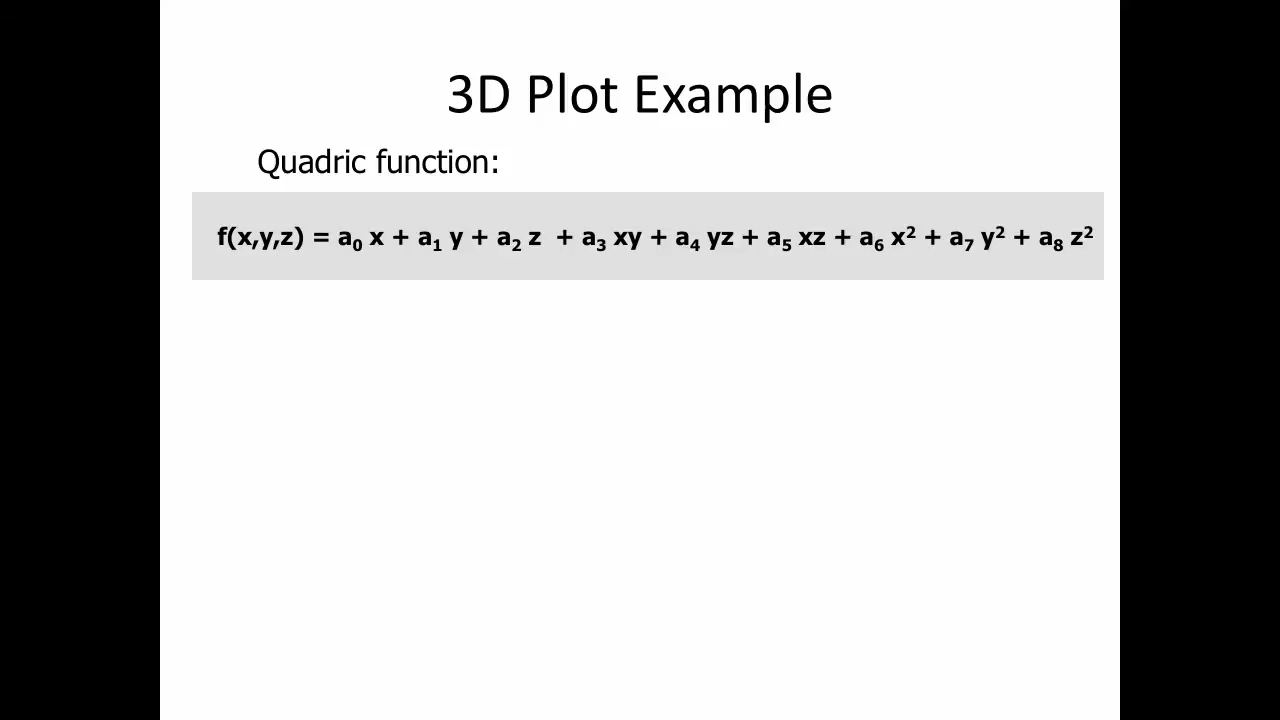 3D Plot Example
Quadric function:
f(x,y,z) = a₀ x + a₁ y + a₂ z + a₃ xy + a₄ yz + a₅ xz + a₆ x² + a₇ y² + a₈ z²